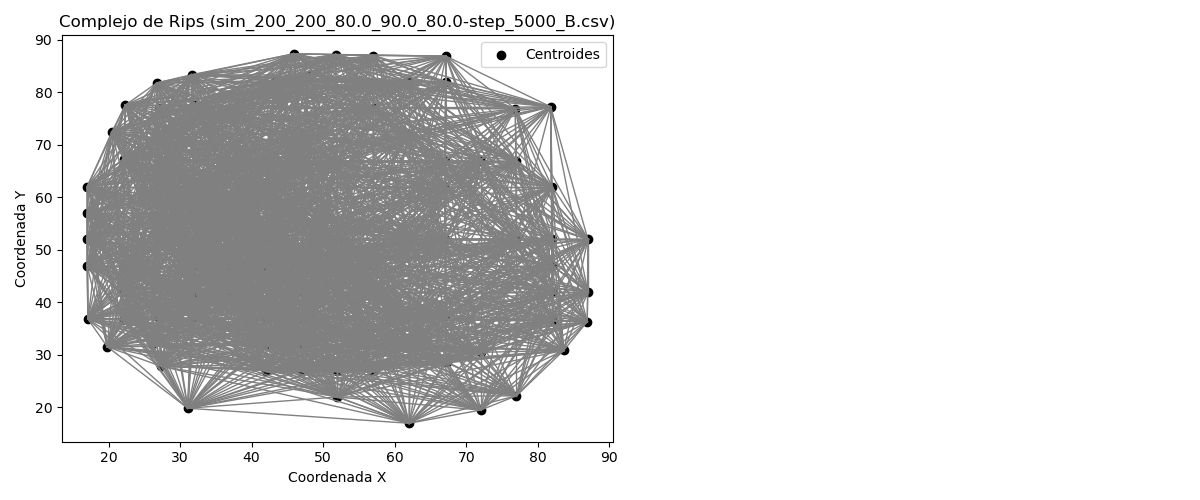 Complejo de Rips (sim_200_200_80.0_90.0_80.0-step_5000_B.csv)
Centroides
90
80
70
60
50
40
30
20
Coordenada Y
20 30 40 50 60 70 80 90
Coordenada X